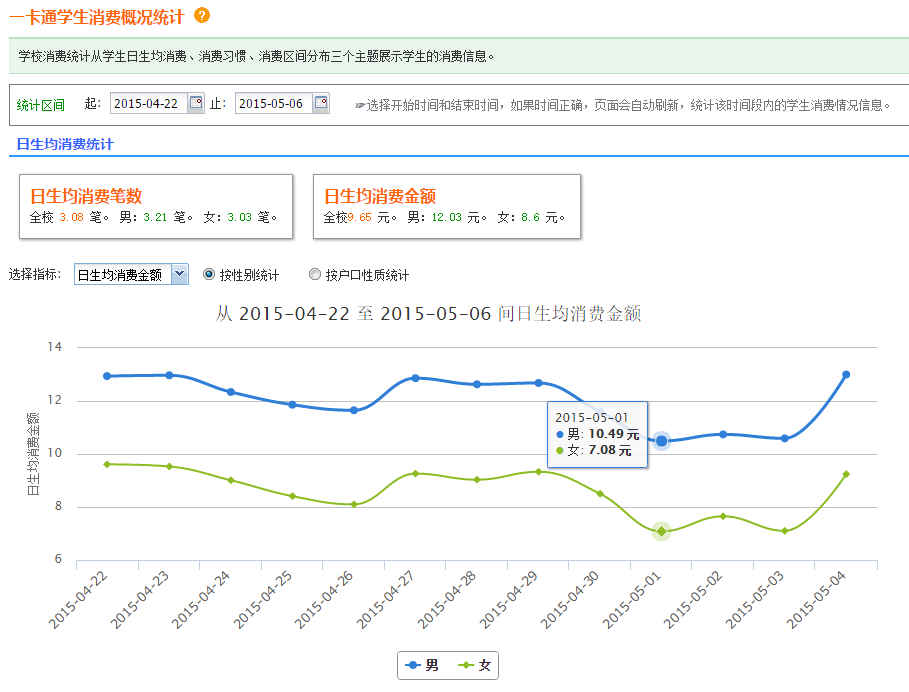 一卡通学生消费概况统计 ?
学校消费统计从学生日生均消费、消费习惯、消费区间分布三个主题展示学生的消费信息。
统计区间 起: 2015-04-22 止: 2015-05-06 ☞选择开始时间和结束时间，如果时间正确，页面会自动刷新，统计该时间段内的学生消费情况信息。
日生均消费统计
日生均消费笔数
全校 3.08 笔。 男: 3.21 笔。 女: 3.03 笔。
日生均消费金额
全校9.65 元。 男: 12.03 元。 女: 8.6 元。
选择指标: 日生均消费金额 按性别统计 按户口性质统计
从 2015-04-22 至 2015-05-06 间日生均消费金额
日生均消费金额
14
12
10
8
6
2015-05-01
男: 10.49 元
女: 7.08 元
2015-04-22
2015-04-23
2015-04-24
2015-04-25
2015-04-26
2015-04-27
2015-04-28
2015-04-29
2015-04-30
2015-05-01
2015-05-02
2015-05-03
2015-05-04
男 女